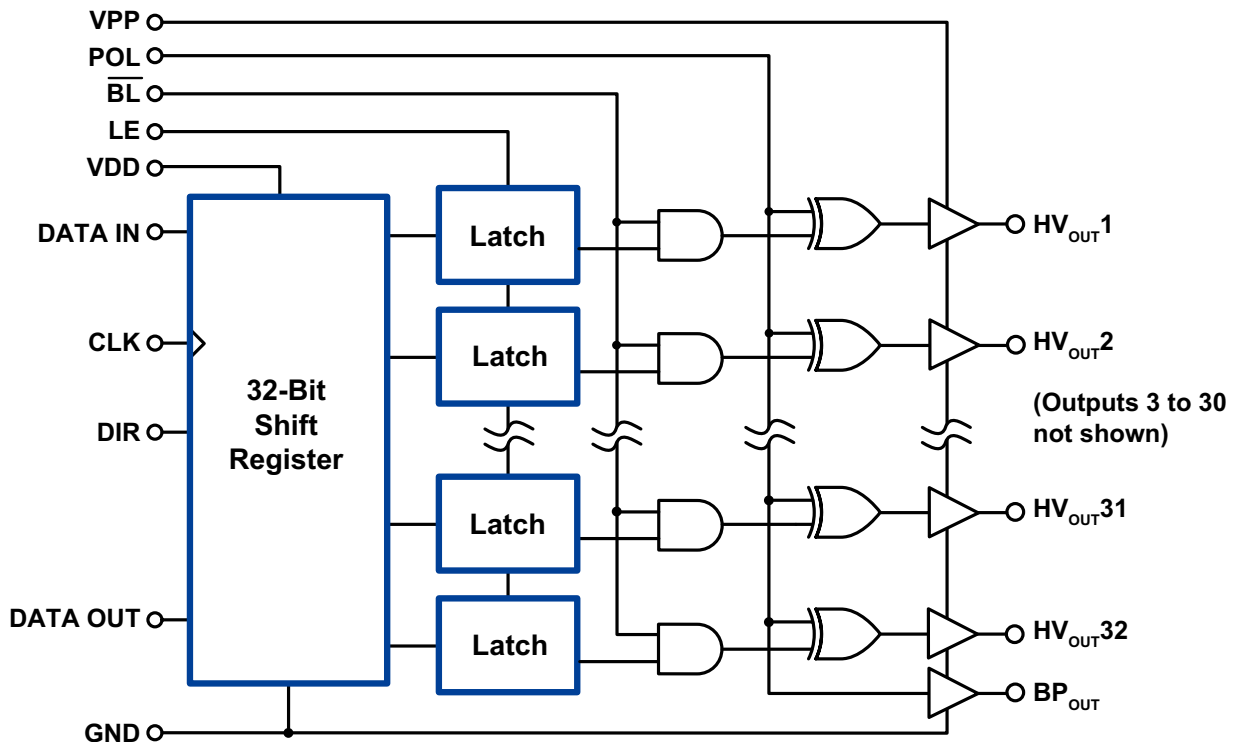 VPP
POL
B̅L̅
LE
VDD
DATA IN
CLK
DIR
DATA OUT
GND
32-Bit
Shift
Register
Latch
Latch
Latch
Latch
HVOUT1
HVOUT2
(Outputs 3 to 30
not shown)
HVOUT31
HVOUT32
BPOUT